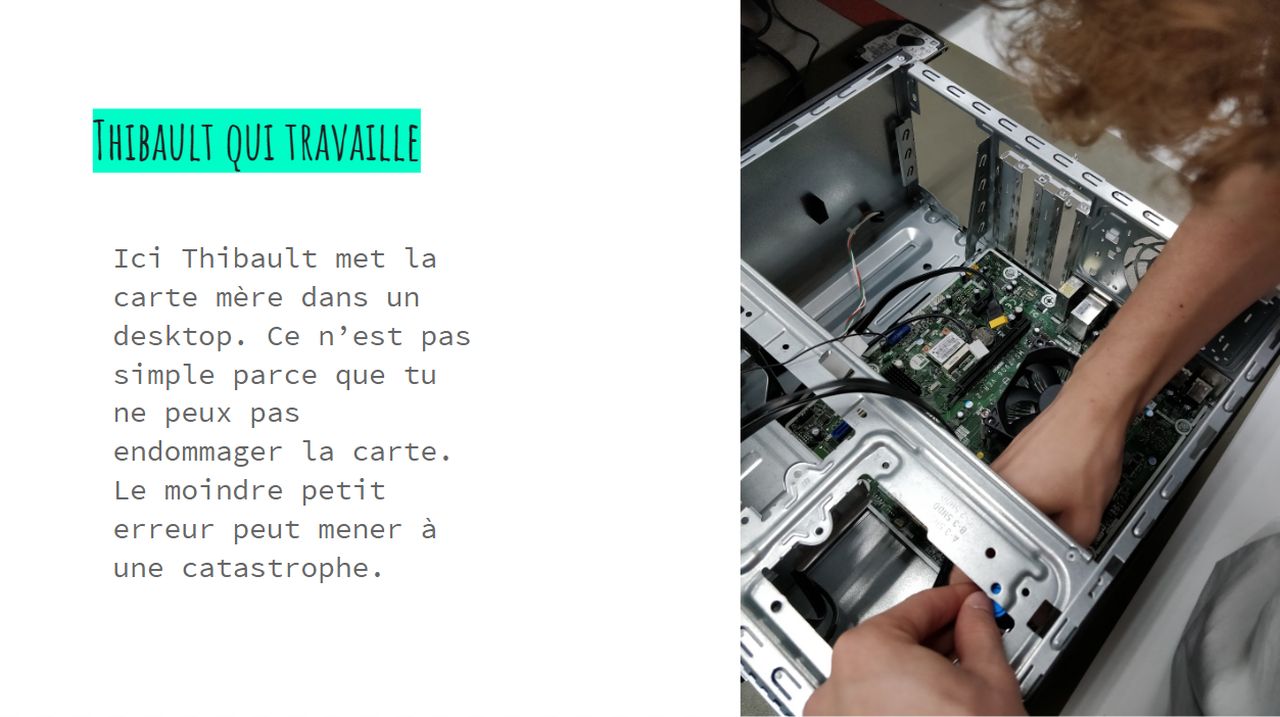 Thibault qui travaille
Ici Thibault met la
carte mère dans un
desktop. Ce n’est pas
simple parce que tu
ne peux pas
endommager la carte.
Le moindre petit
erreur peut mener à
une catastrophe.